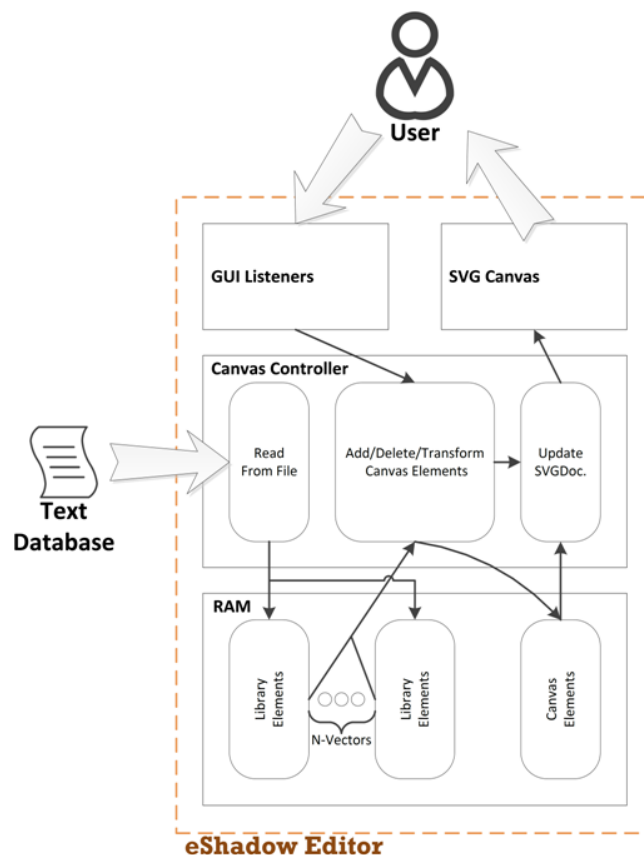 User
GUI Listeners
SVG Canvas
Canvas Controller
Read
From File
Add/Delete/Transform
Canvas Elements
Update
SVGDoc.
Text
Database
RAM
Library
Elements
N-Vectors
Library
Elements
Canvas
Elements
eShadow Editor